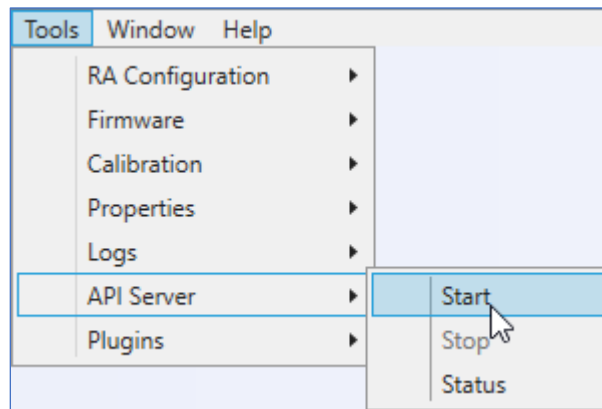 Tools Window Help
RA Configuration
Firmware
Calibration
Properties
Logs
API Server
Plugins
Start
Stop
Status